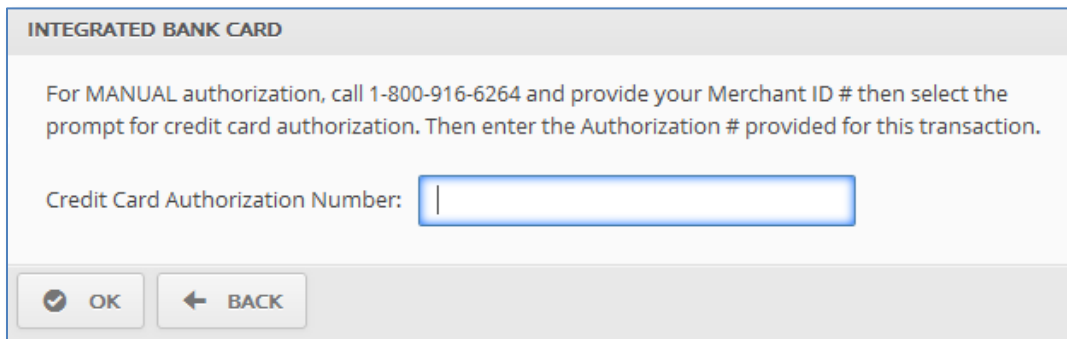 INTEGRATED BANK CARD
For MANUAL authorization, call 1-800-916-6264 and provide your Merchant ID # then select the
prompt for credit card authorization. Then enter the Authorization # provided for this transaction.
Credit Card Authorization Number:
OK BACK